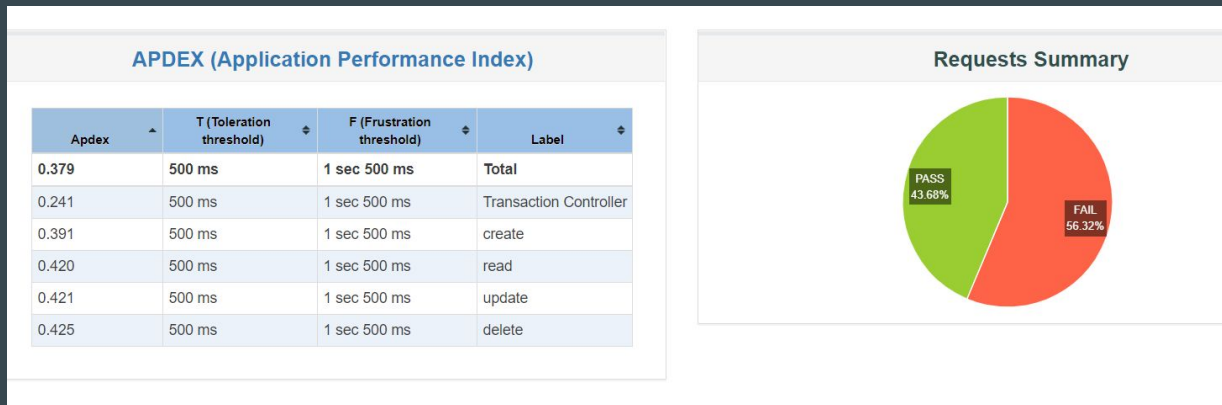 APDEX (Application Performance Index)
Apdex T (Toleration threshold) F (Frustration threshold) Label
0.379 500 ms 1 sec 500 ms Total
0.241 500 ms 1 sec 500 ms Transaction Controller
0.391 500 ms 1 sec 500 ms create
0.420 500 ms 1 sec 500 ms read
0.421 500 ms 1 sec 500 ms update
0.425 500 ms 1 sec 500 ms delete
Requests Summary
PASS
43.68%
FAIL
56.32%